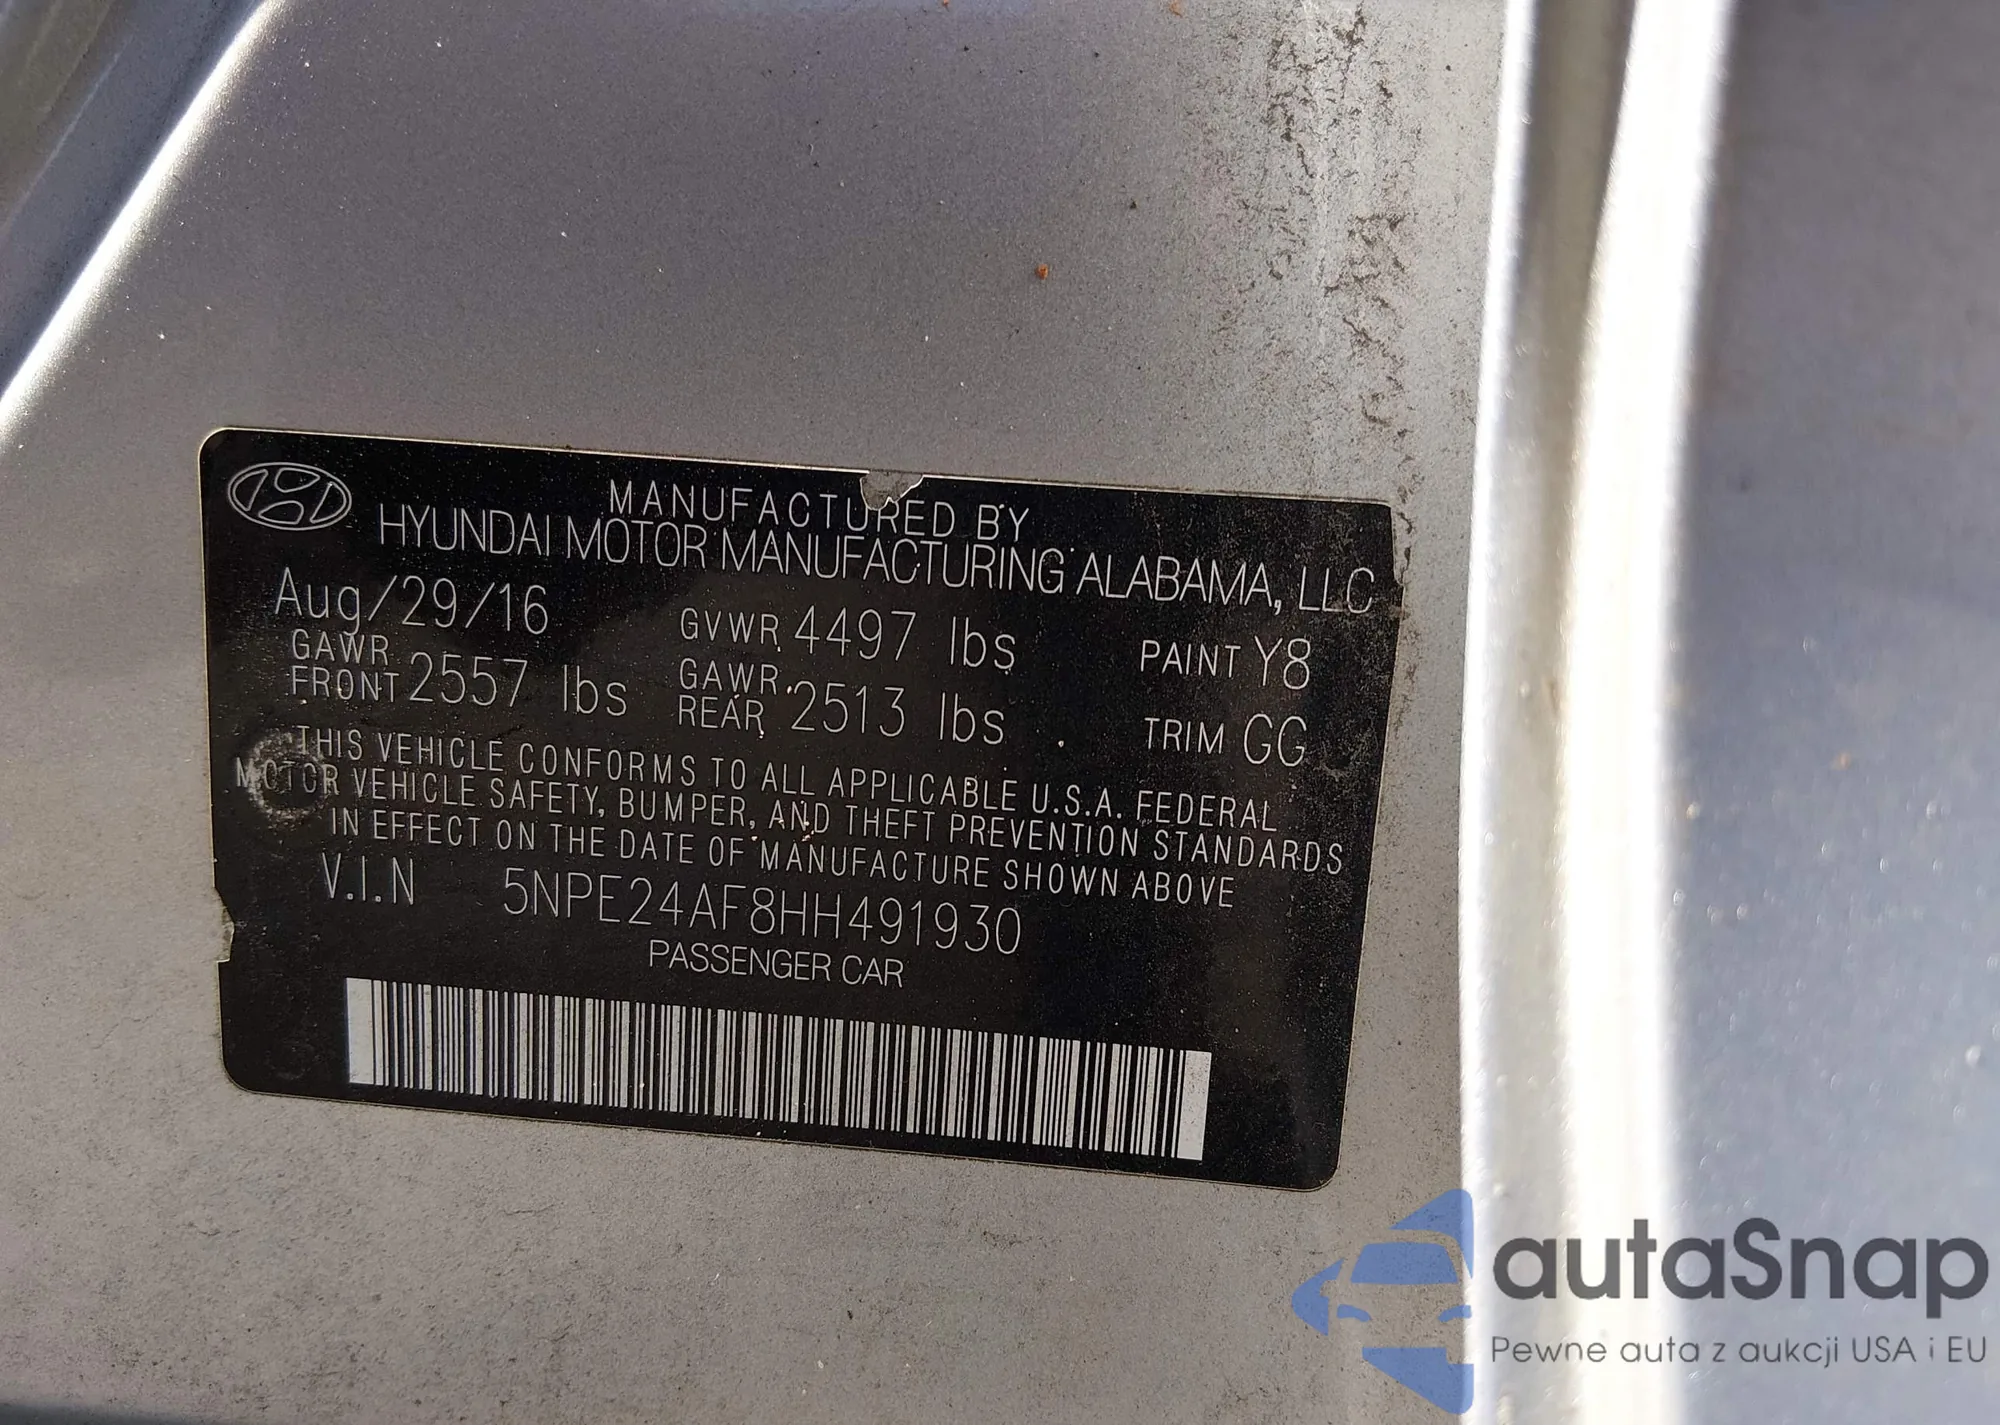 MANUFACTURED BY
HYUNDAI MOTOR MANUFACTURING ALABAMA, LLC
Aug/29/16 GVWR 4497 lbs PAINT Y8
GAWR FRONT 2557 lbs GAWR REAR 2513 lbs TRIM GG
THIS VEHICLE CONFORMS TO ALL APPLICABLE U.S.A. FEDERAL
MOTOR VEHICLE SAFETY, BUMPER, AND THEFT PREVENTION STANDARDS
IN EFFECT ON THE DATE OF MANUFACTURE SHOWN ABOVE
V.I.N 5NPE24AF8HH491930
PASSENGER CAR
autaSnap
Pewne auta z aukcji USA i EU